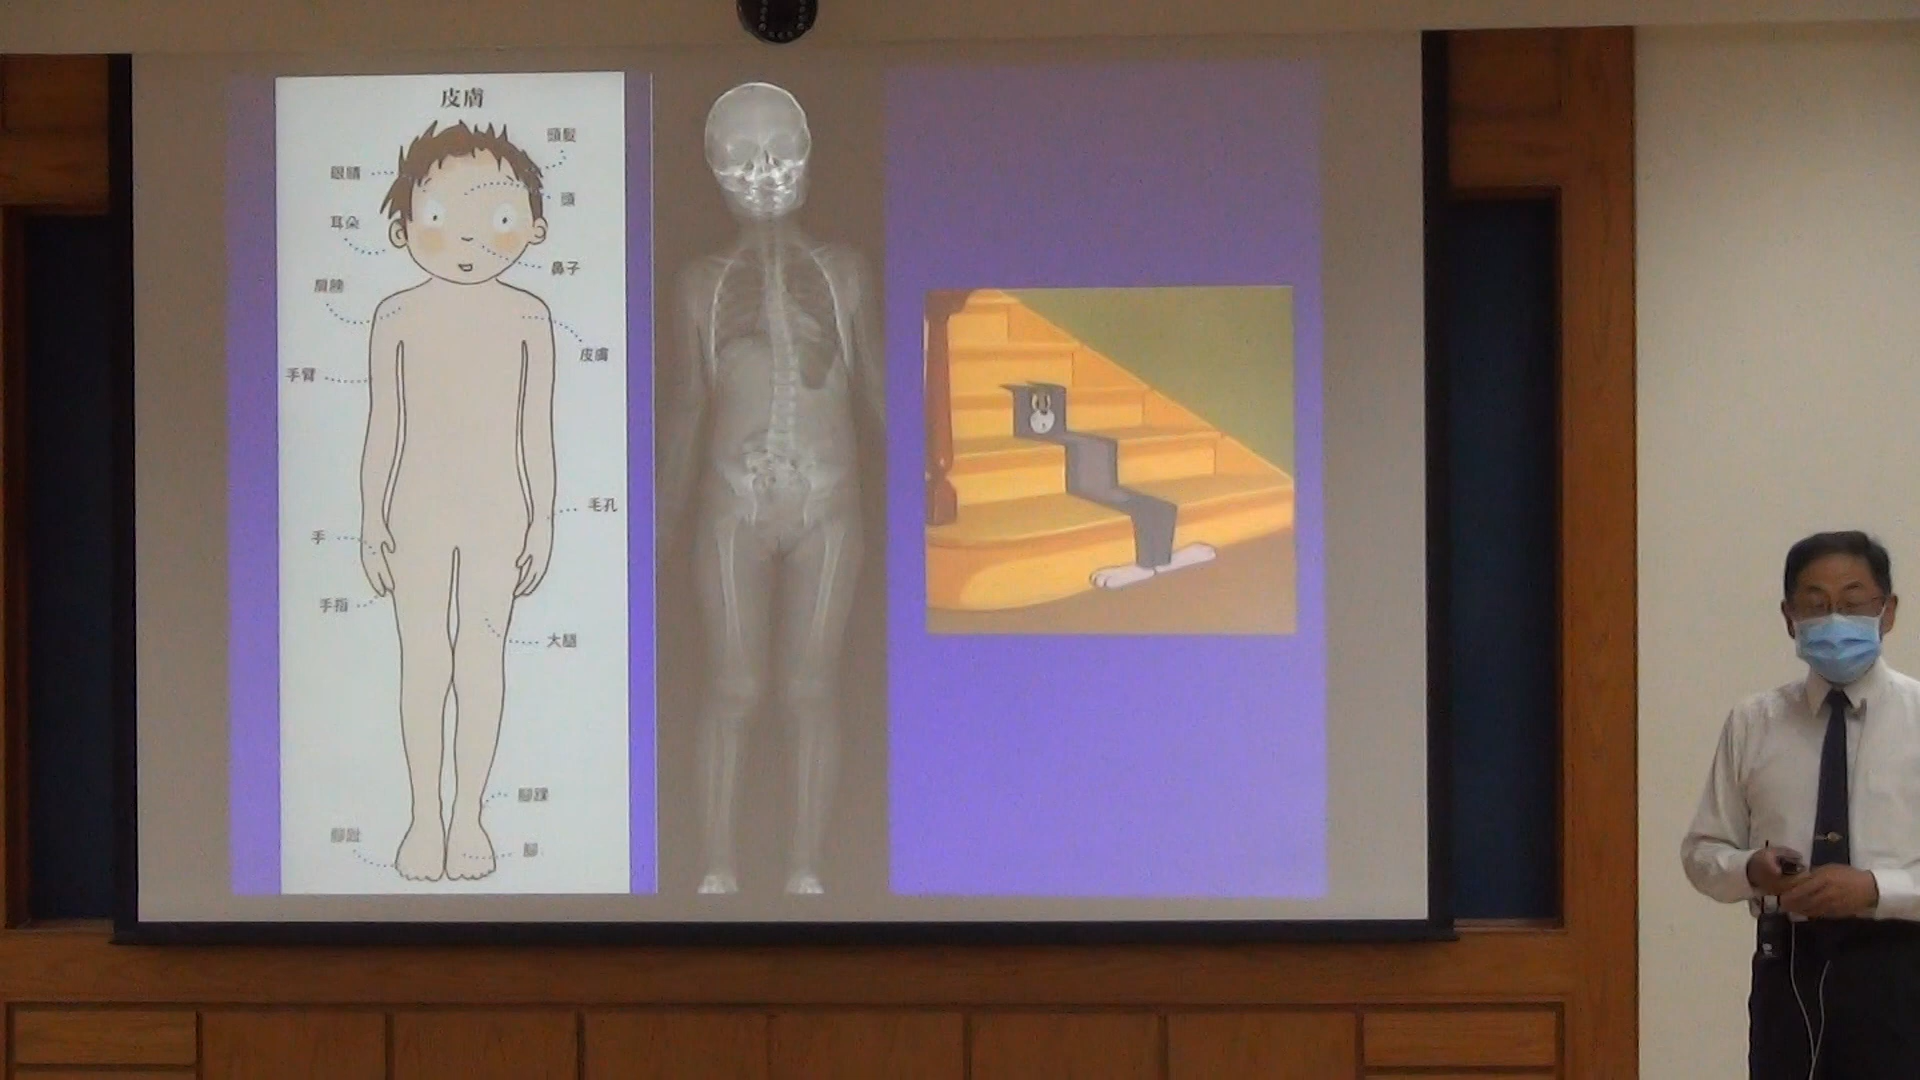 皮膚
頭髮
眼睛
頭
耳朵
鼻子
肩膀
皮膚
手臂
毛孔
手
手指
大腿
腳踝
腳趾
腳